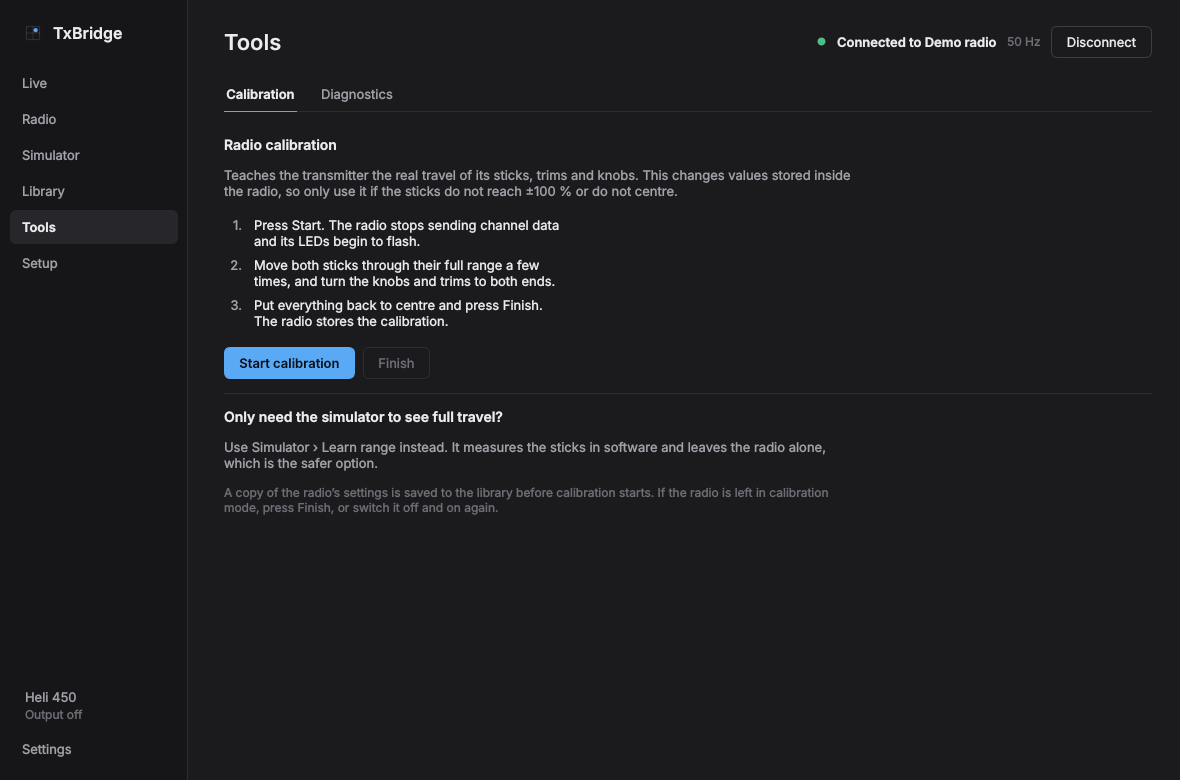 TxBridge
Live
Radio
Simulator
Library
Tools
Setup
Heli 450
Output off
Settings
Tools
Connected to Demo radio 50 Hz Disconnect
Calibration Diagnostics
Radio calibration
Teaches the transmitter the real travel of its sticks, trims and knobs. This changes values stored inside
the radio, so only use it if the sticks do not reach ±100 % or do not centre.
1. Press Start. The radio stops sending channel data
and its LEDs begin to flash.
2. Move both sticks through their full range a few
times, and turn the knobs and trims to both ends.
3. Put everything back to centre and press Finish.
The radio stores the calibration.
Start calibration Finish
Only need the simulator to see full travel?
Use Simulator › Learn range instead. It measures the sticks in software and leaves the radio alone,
which is the safer option.
A copy of the radio’s settings is saved to the library before calibration starts. If the radio is left in calibration
mode, press Finish, or switch it off and on again.